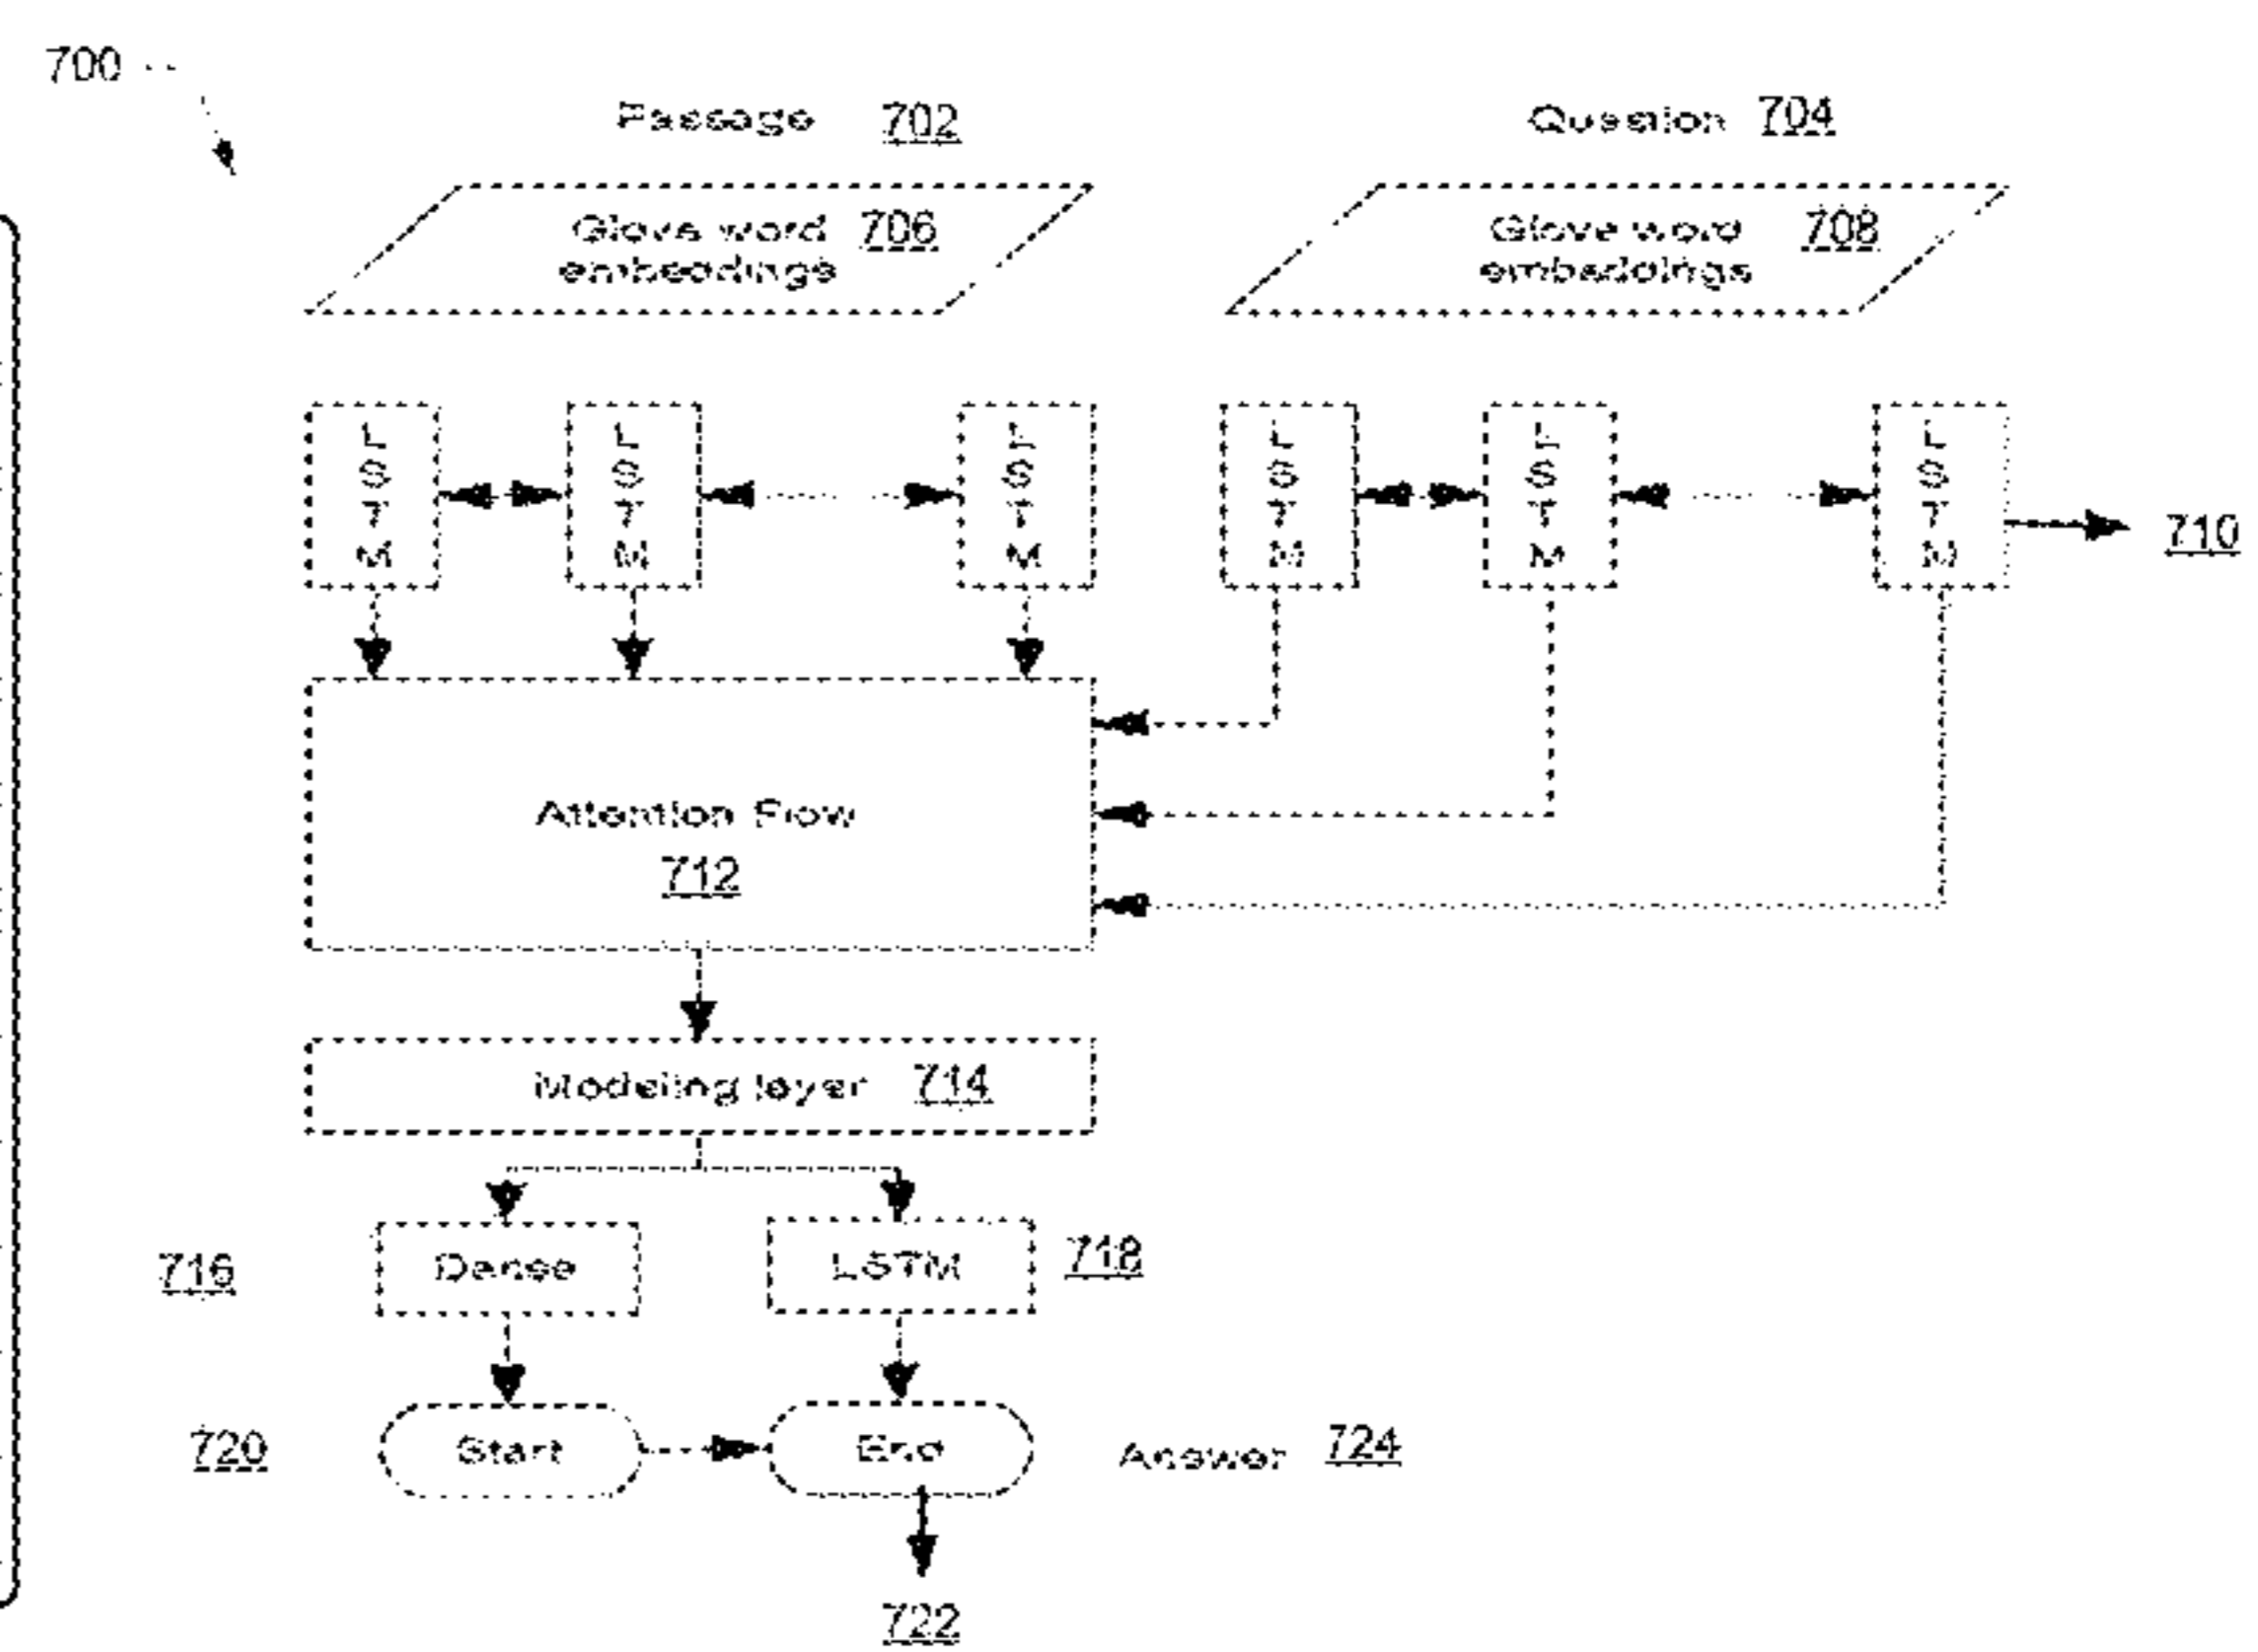 700
Passage 702
Question 704
Glove word 706
embeddings
Glove word 708
embeddings
LSTM
LSTM
LSTM
LSTM
LSTM
LSTM
710
Attention Flow
712
Modeling layer 714
716
Dense
LSTM
718
720
Start
End
Answer 724
722